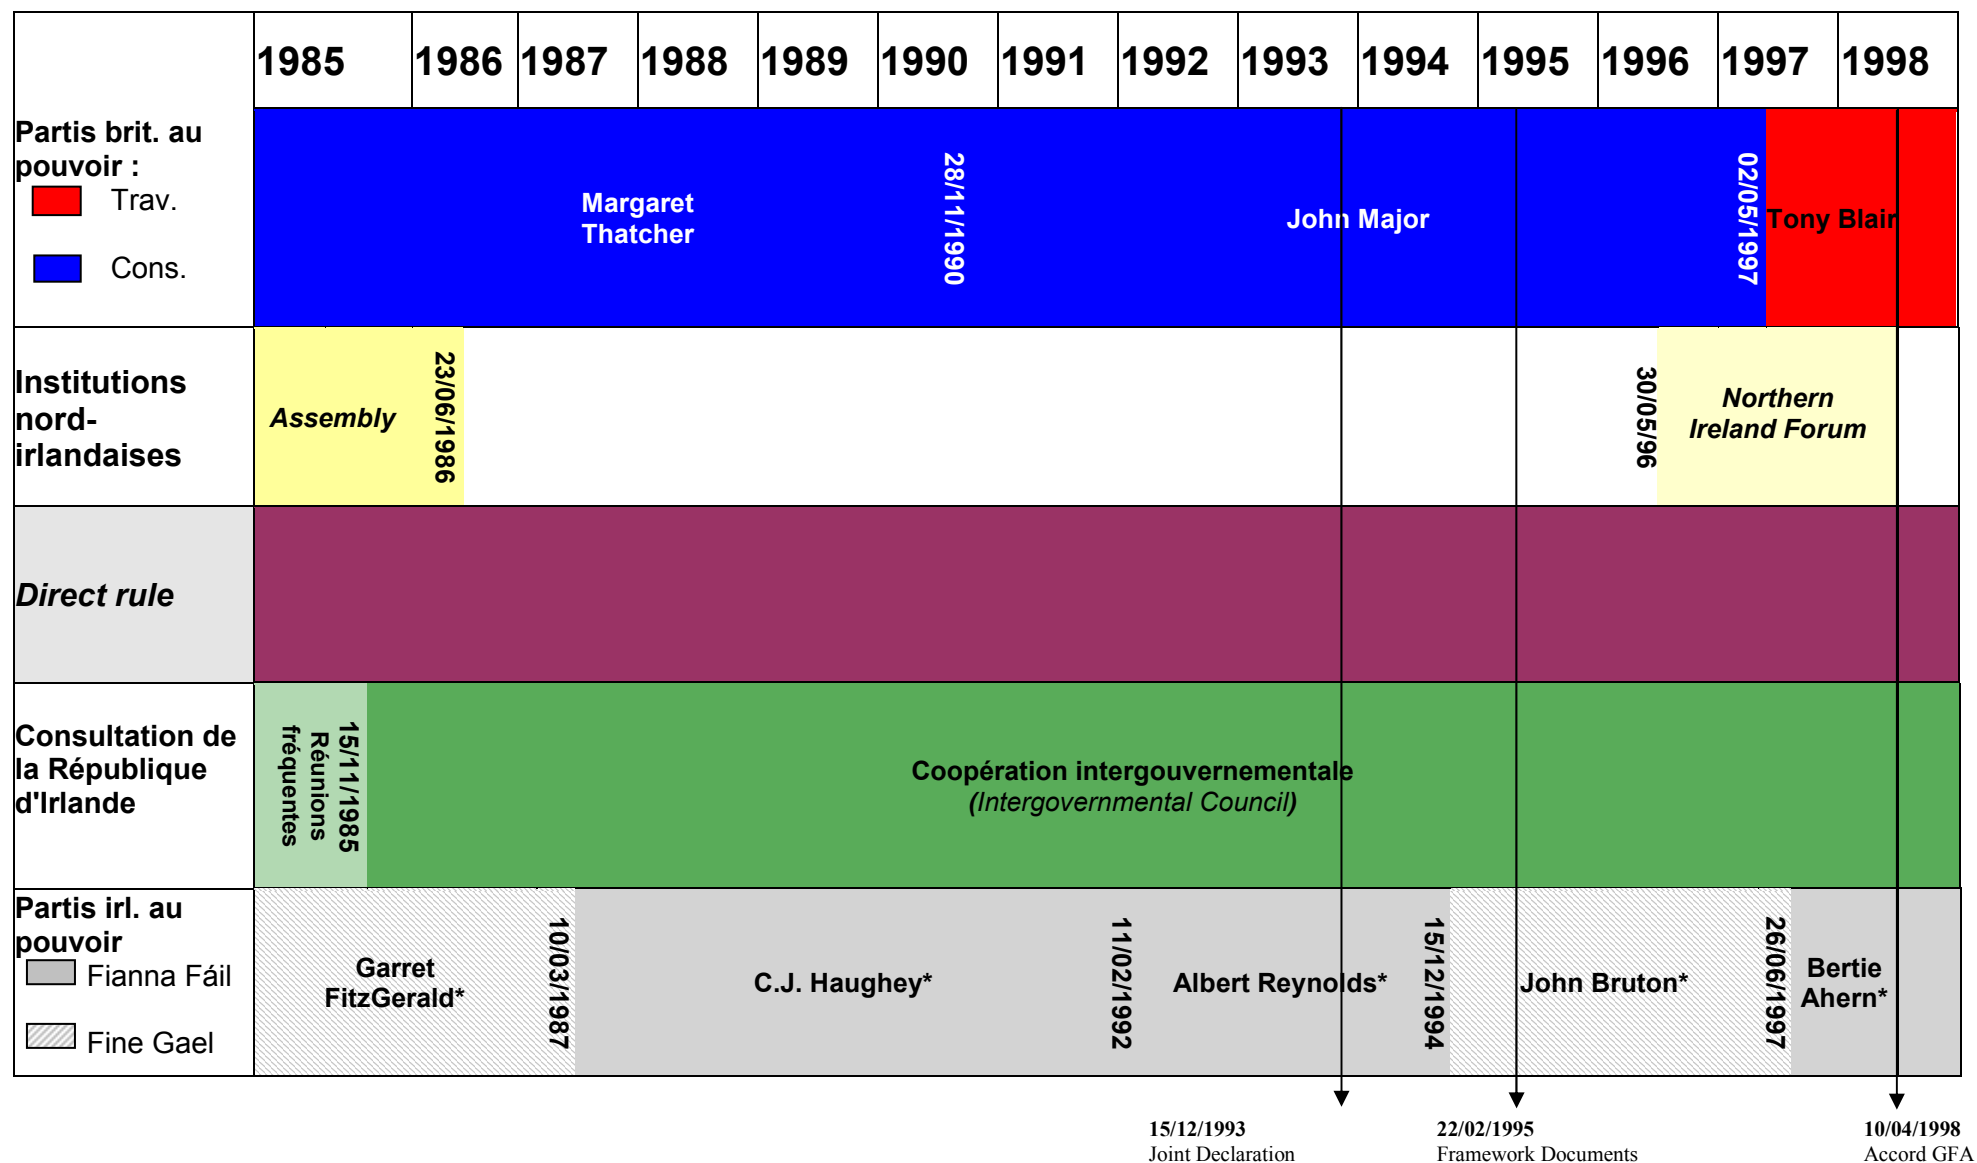 1985 1986 1987 1988 1989 1990 1991 1992 1993 1994 1995 1996 1997 1998
Partis brit. au
pouvoir :
Trav.
Cons.
Margaret
Thatcher
28/11/1990
John Major
02/05/1997
Tony Blair
Institutions
nord-
irlandaises
Assembly
23/06/1986
30/05/96
Northern
Ireland Forum
Direct rule
Consultation de
la République
d'Irlande
15/11/1985
Réunions
fréquentes
Coopération intergouvernementale
(Intergovernmental Council)
Partis irl. au
pouvoir
Fianna Fáil
Fine Gael
Garret
FitzGerald*
10/03/1987
C.J. Haughey*
11/02/1992
Albert Reynolds*
15/12/1994
John Bruton*
26/06/1997
Bertie
Ahern*
15/12/1993
Joint Declaration
22/02/1995
Framework Documents
10/04/1998
Accord GFA